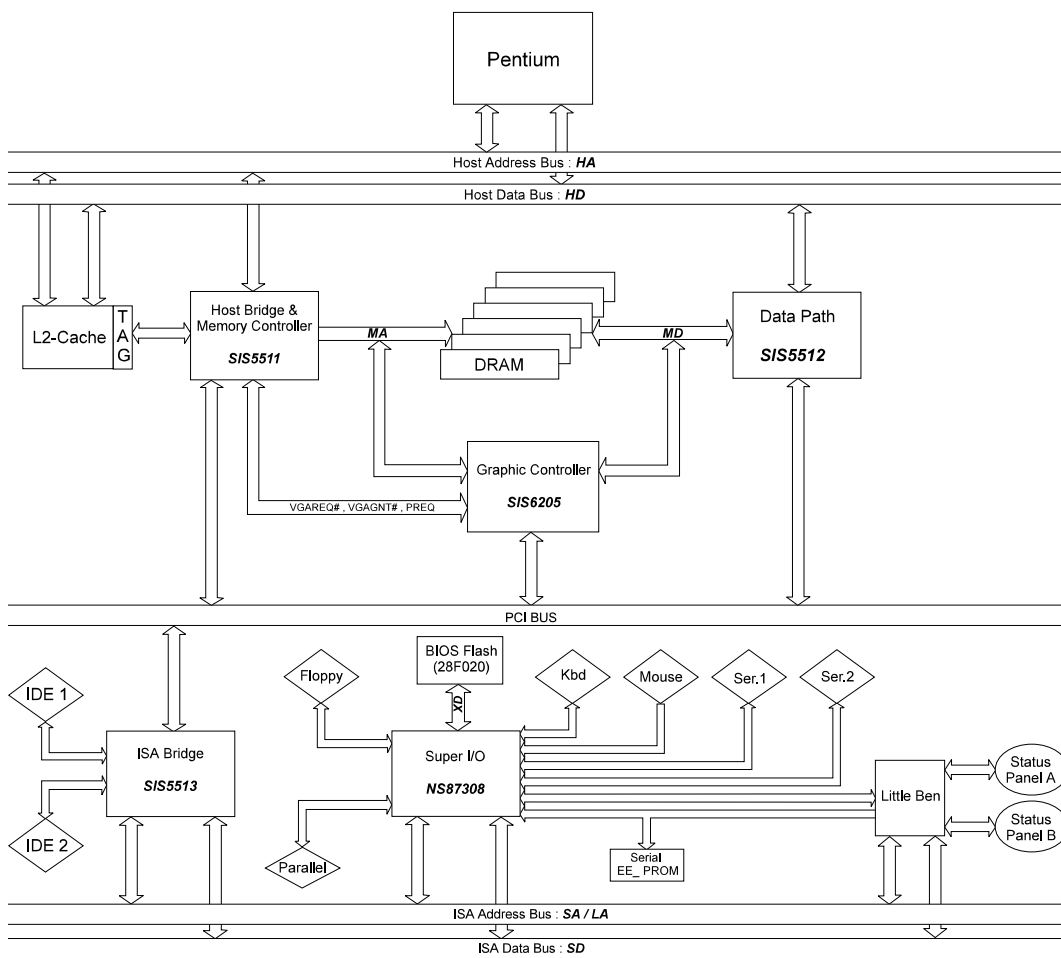 Pentium
Host Address Bus : HA
Host Data Bus : HD
L2-Cache
T
A
G
Host Bridge &
Memory Controller
SIS5511
MA
DRAM
MD
Data Path
SIS5512
Graphic Controller
SIS6205
VGAREQ# , VGAGNT# , PREQ
PCI BUS
IDE 1
IDE 2
ISA Bridge
SIS5513
Floppy
BIOS Flash
(28F020)
XD
Kbd
Mouse
Ser.1
Ser.2
Super I/O
NS87308
Parallel
Serial
EE_ PROM
Little Ben
Status
Panel A
Status
Panel B
ISA Address Bus : SA / LA
ISA Data Bus : SD